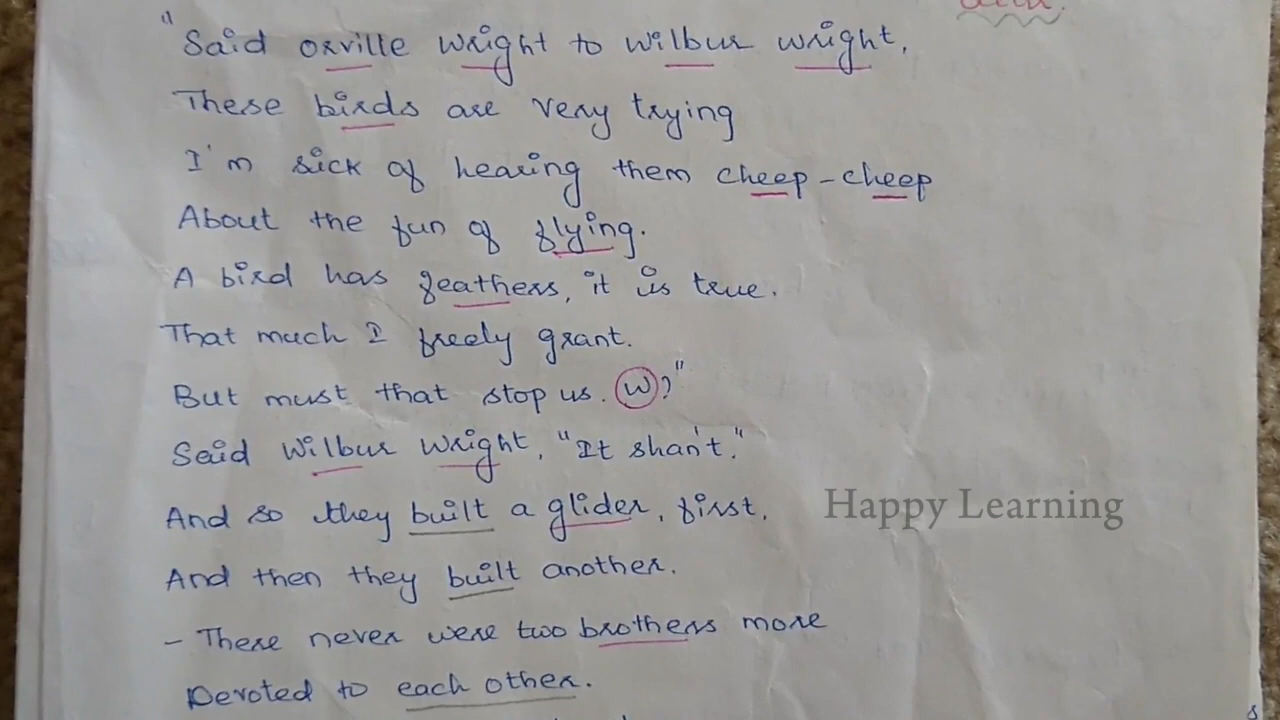 "Said orville wright to wilbur wright,
These birds are very trying
I'm sick of hearing them cheep-cheep
About the fun of flying.
A bird has feathers, it is true.
That much I freely grant.
But must that stop us. W?"
Said wilbur wright, "It shan't."
And so they built a glider, first,
And then they built another.
- There never were two brothers more
Devoted to each other.
Happy Learning